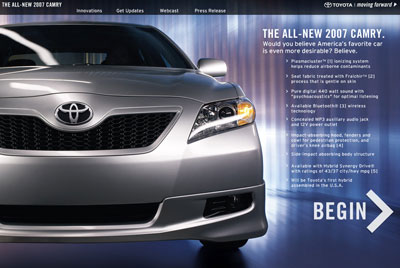 THE ALL-NEW 2007 CAMRY
TOYOTA | moving forward
Innovations Get Updates Webcast Press Release
THE ALL-NEW 2007 CAMRY.
Would you believe America's favorite car
is even more desirable? Believe.
Plasmacluster™ [1] ionizing system
helps reduce airborne contaminants
Seat fabric treated with Fraichir™ [2]
process that is gentle on skin
Pure digital 440 watt sound with
"psychoacoustics" for optimal listening
Available Bluetooth® [3] wireless
technology
Concealed MP3 auxiliary audio jack
and 12V power outlet
Impact-absorbing hood, fenders and
cowl for pedestrian protection, and
driver's knee airbag [4]
Side-impact absorbing body structure
Available with Hybrid Synergy Drive®
with ratings of 43/37 city/hwy mpg [5]
Will be Toyota's first hybrid
assembled in the U.S.A.
BEGIN